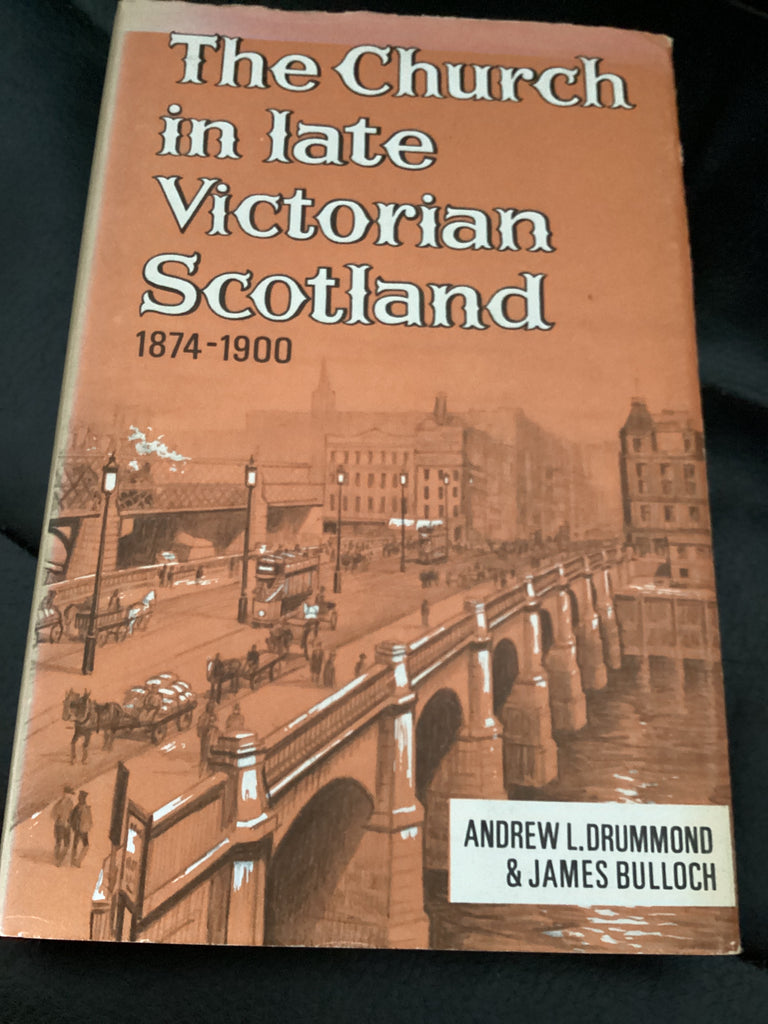 The Church
in late
Victorian
Scotland
1874-1900
ANDREW L. DRUMMOND
& JAMES BULLOCH